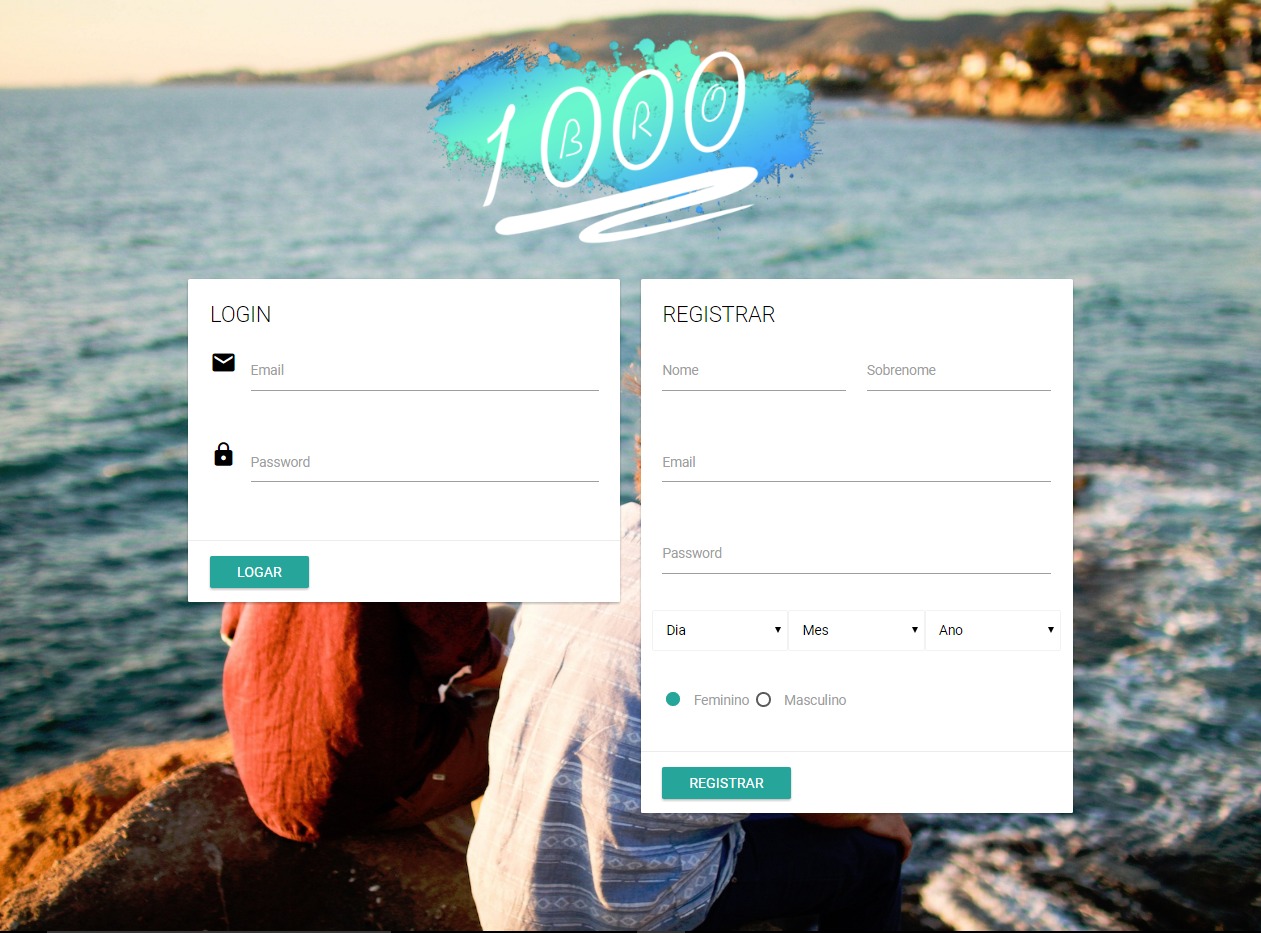 1000
BRO
LOGIN
Email
Password
LOGAR
REGISTRAR
Nome Sobrenome
Email
Password
Dia Mes Ano
Feminino Masculino
REGISTRAR